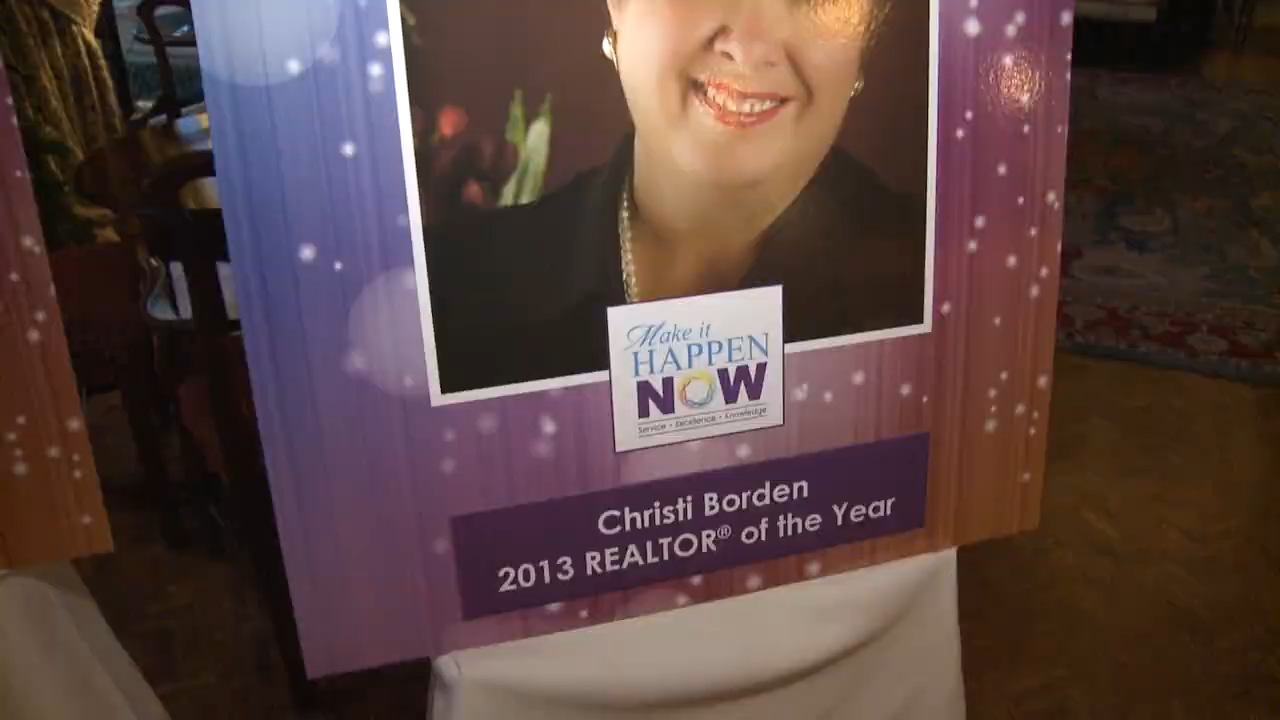 Make it
HAPPEN
NOW
Service • Excellence • Knowledge
Christi Borden
2013 REALTOR® of the Year